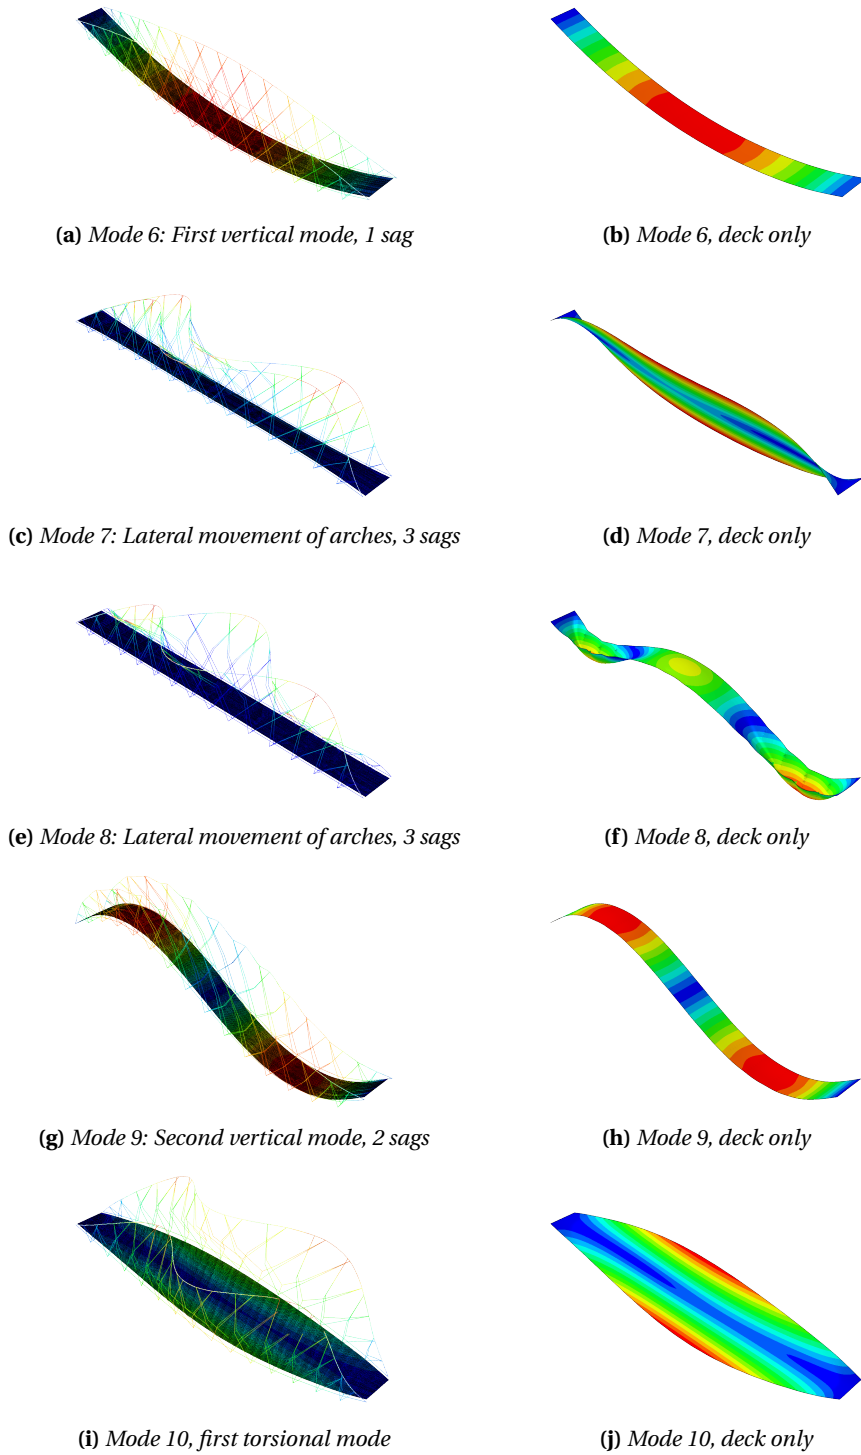 (a) Mode 6: First vertical mode, 1 sag
(b) Mode 6, deck only
(c) Mode 7: Lateral movement of arches, 3 sags
(d) Mode 7, deck only
(e) Mode 8: Lateral movement of arches, 3 sags
(f) Mode 8, deck only
(g) Mode 9: Second vertical mode, 2 sags
(h) Mode 9, deck only
(i) Mode 10, first torsional mode
(j) Mode 10, deck only